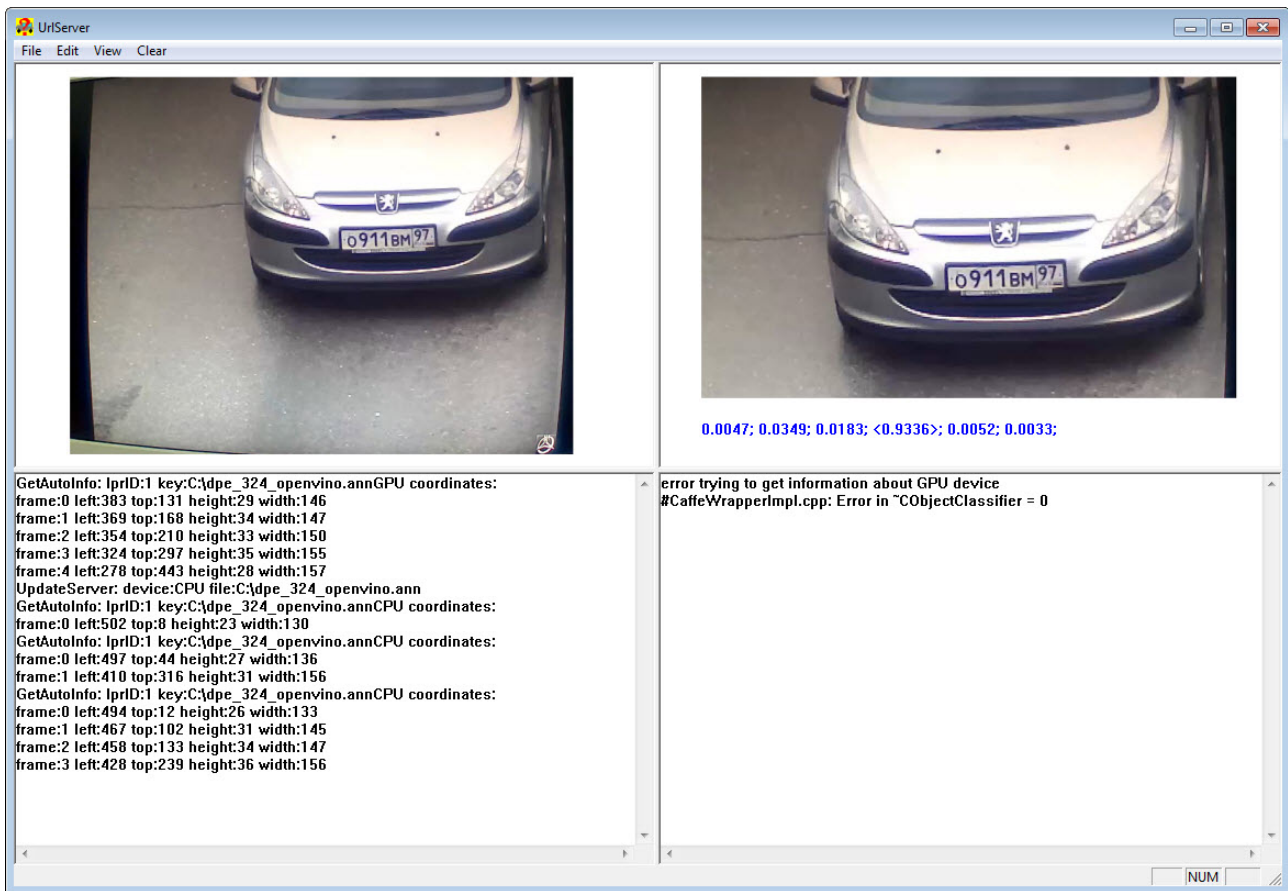 UrlServer
File Edit View Clear
О911ВМ 97
О911ВМ 97
0.0047; 0.0349; 0.0183; <0.9336>; 0.0052; 0.0033;
GetAutoInfo: lprID:1 key:C:\dpe_324_openvino.annGPU coordinates:
frame:0 left:383 top:131 height:29 width:146
frame:1 left:369 top:168 height:34 width:147
frame:2 left:354 top:210 height:33 width:150
frame:3 left:324 top:297 height:35 width:155
frame:4 left:278 top:443 height:28 width:157
UpdateServer: device:CPU file:C:\dpe_324_openvino.ann
GetAutoInfo: lprID:1 key:C:\dpe_324_openvino.annCPU coordinates:
frame:0 left:502 top:8 height:23 width:130
GetAutoInfo: lprID:1 key:C:\dpe_324_openvino.annCPU coordinates:
frame:0 left:497 top:44 height:27 width:136
frame:1 left:410 top:316 height:31 width:156
GetAutoInfo: lprID:1 key:C:\dpe_324_openvino.annCPU coordinates:
frame:0 left:494 top:12 height:26 width:133
frame:1 left:467 top:102 height:31 width:145
frame:2 left:458 top:133 height:34 width:147
frame:3 left:428 top:239 height:36 width:156
error trying to get information about GPU device
#CaffeWrapperImpl.cpp: Error in ~CObjectClassifier = 0
NUM